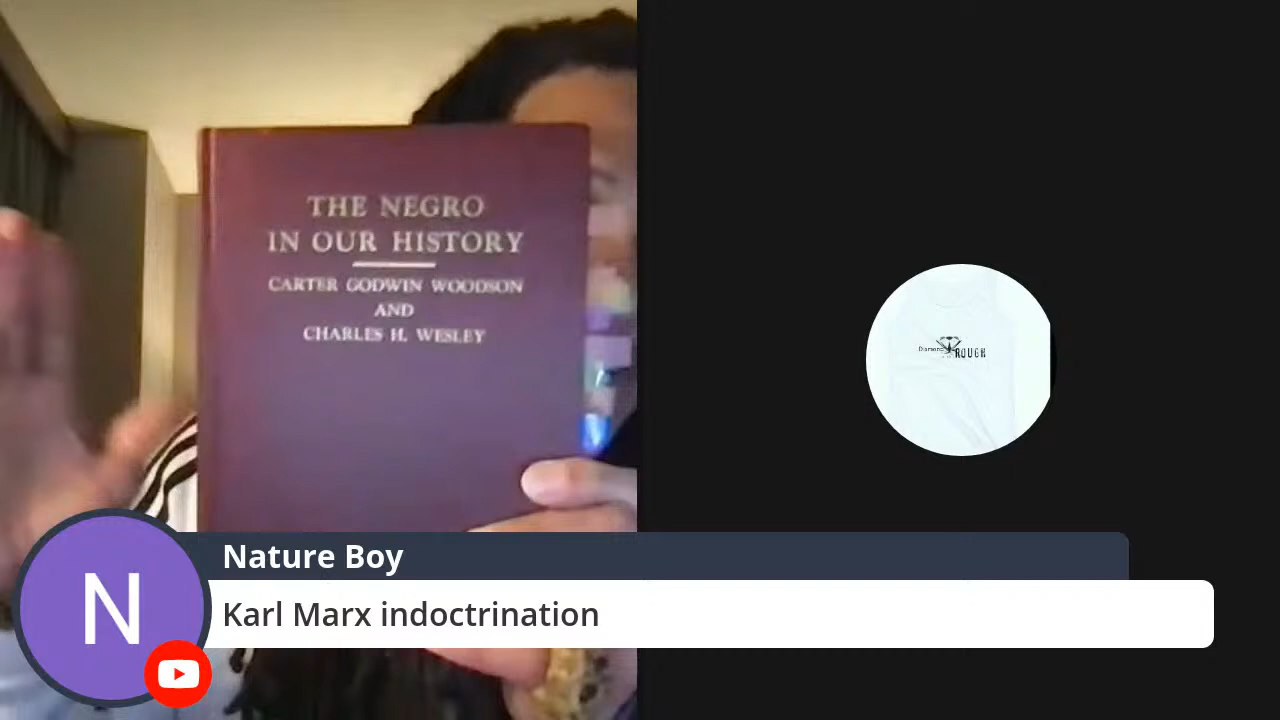 THE NEGRO
IN OUR HISTORY
CARTER GODWIN WOODSON
AND
CHARLES H. WESLEY
ROUGH
N
Nature Boy
Karl Marx indoctrination